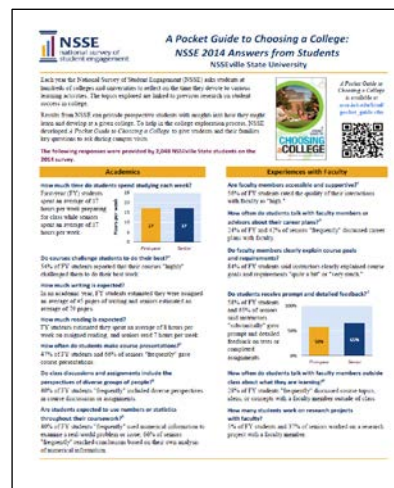 NSSE
national survey of
student engagement
A Pocket Guide to Choosing a College:
NSSE 2014 Answers from Students
NSSEville State University
Each year the National Survey of Student Engagement (NSSE) asks students at
hundreds of colleges and universities to reflect on the time they devote to various
learning activities. The topics explored are linked to previous research on student
success in college.
Results from NSSE can provide prospective students with insights into how they might
learn and develop at a given college. To help in the college exploration process, NSSE
developed A Pocket Guide to Choosing a College to give students and their families
key questions to ask during campus visits.
The following responses were provided by NSSEville State students on the
2014 survey.
CHOOSING
A COLLEGE
A Pocket Guide to
Choosing a College
is available at
Academics
How much time do students spend studying each week?
First-year (FY) students
spent an average of 17
hours per week preparing
for class while seniors
spent an average of 17
hours per week.
Hours per week
17
17
First-year
Senior
Do courses challenge students to do their best?
54% of FY students reported that their courses "highly"
challenged them to do their best work.
How much writing is expected?
In an academic year, FY students estimated they were assigned
an average of pages of writing and seniors estimated an
average of pages.
How much reading is expected?
FY students estimated they spent an average of hours per
week on assigned reading, and seniors read 7 hours per week.
How often do students make course presentations?
47% of FY students and 66% of seniors "frequently" gave
course presentations.
Do class discussions and assignments include the
perspectives of diverse groups of people?
of FY students "frequently" included diverse perspectives
in course discussions or assignments.
Are students expected to use numbers or statistics
throughout their coursework?
of FY students "frequently" used numerical information to
examine a real-world problem or issue; of seniors
"frequently" reached conclusions based on their own analysis
of numerical information.
Experiences with Faculty
Are faculty members accessible and supportive?
of FY students rated the quality of their interactions
with faculty as "high."
How often do students talk with faculty members or
advisors about their career plans?
of FY and of seniors "frequently" discussed career
plans with faculty.
Do faculty members clearly explain course goals
and requirements?
of FY students said instructors clearly explained course
goals and requirements "quite a bit" or "very much."
Do students receive prompt and detailed feedback?
of FY students
and of seniors
said instructors
"substantially" gave
prompt and detailed
feedback on tests or
completed
assignments.
100%
50%
0%
First-year
Senior
How often do students talk with faculty members outside
class about what they are learning?
of FY students "frequently" discussed course topics,
ideas, or concepts with a faculty member outside of class.
How many students work on research projects
with faculty?
of FY students and of seniors worked on a research
project with a faculty member.